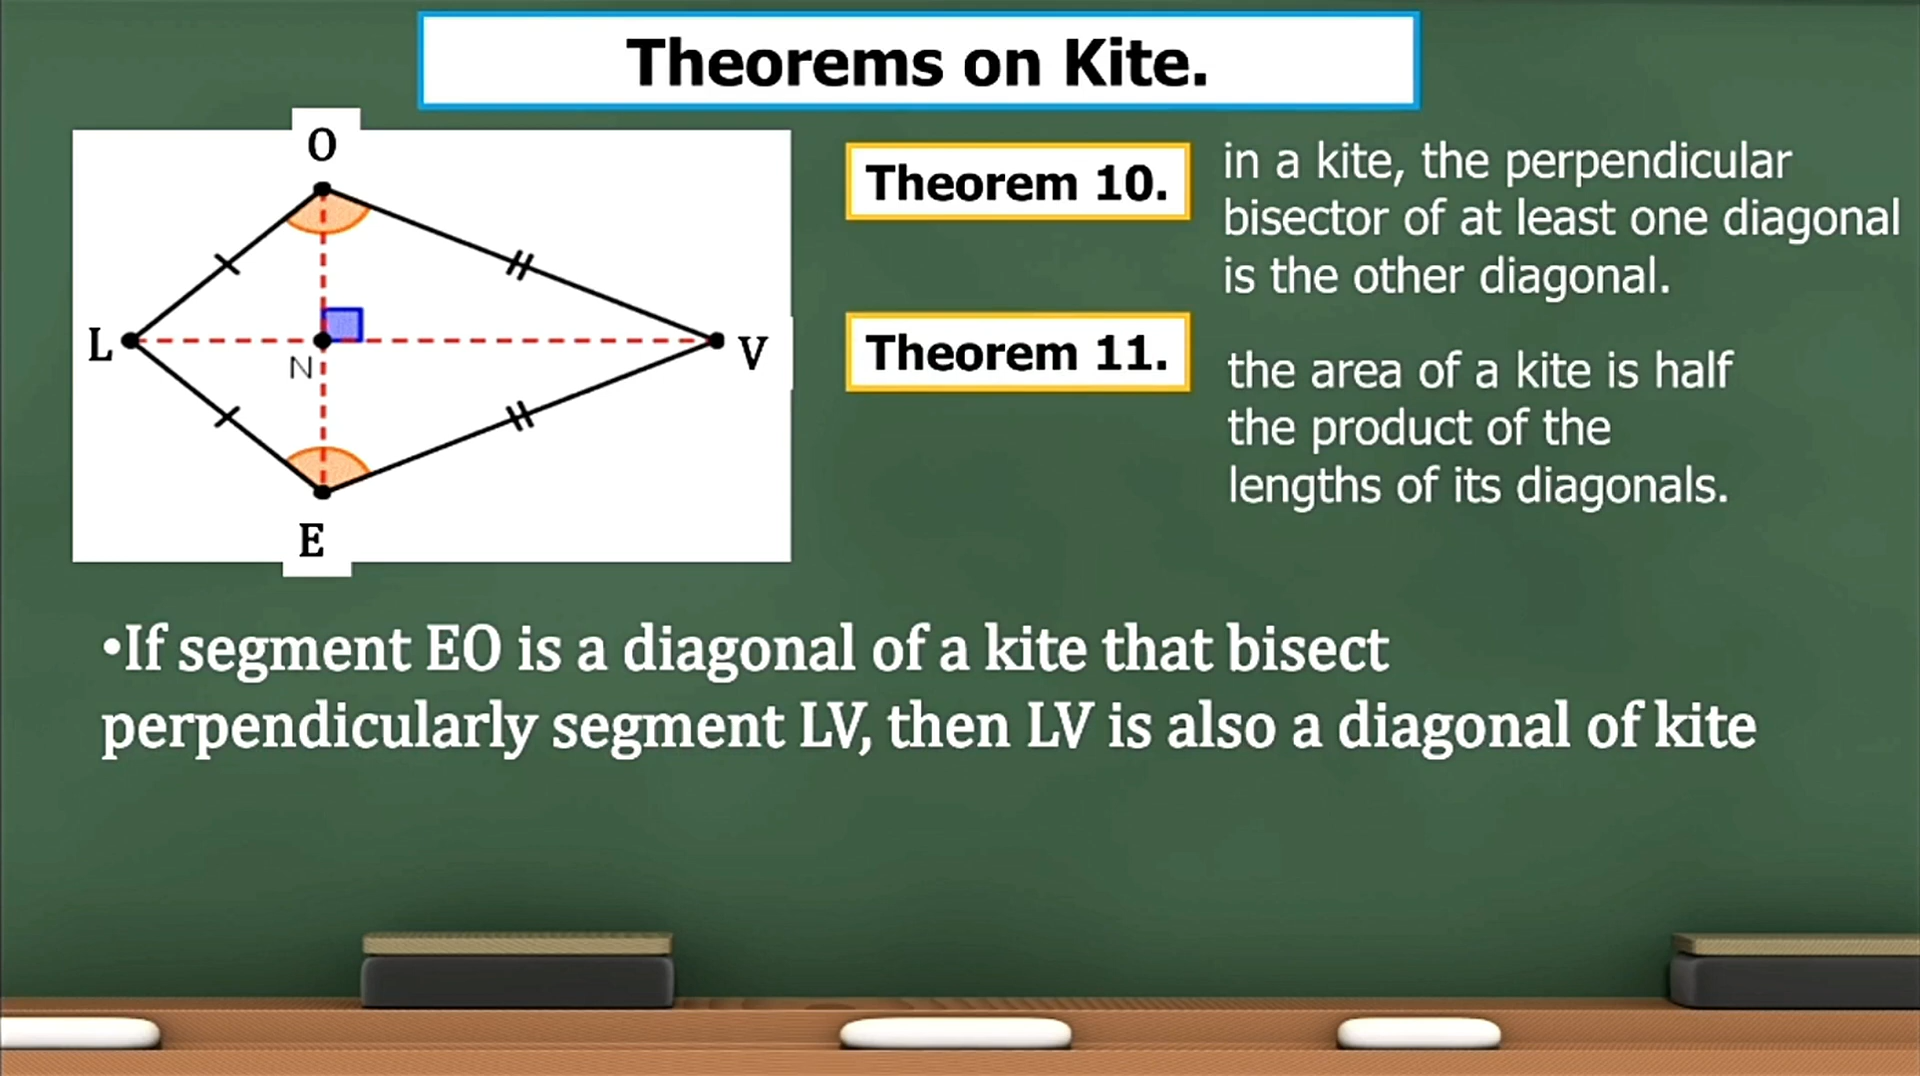 Theorems on Kite.
O
L
N
V
E
Theorem 10.
in a kite, the perpendicular
bisector of at least one diagonal
is the other diagonal.
Theorem 11.
the area of a kite is half
the product of the
lengths of its diagonals.
•If segment EO is a diagonal of a kite that bisect
perpendicularly segment LV, then LV is also a diagonal of kite